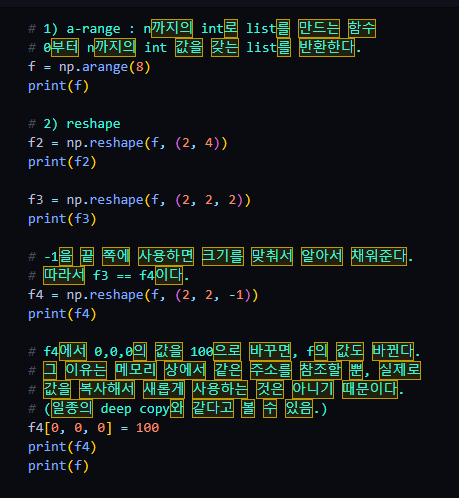 # 1) a-range : n까지의 int로 list를 만드는 함수
# 0부터 n까지의 int 값을 갖는 list를 반환한다.
f = np.arange(8)
print(f)
# 2) reshape
f2 = np.reshape(f, (2, 4))
print(f2)
f3 = np.reshape(f, (2, 2, 2))
print(f3)
# -1을 끝 쪽에 사용하면 크기를 맞춰서 알아서 채워준다.
# 따라서 f3 == f4이다.
f4 = np.reshape(f, (2, 2, -1))
print(f4)
# f4에서 0,0,0의 값을 100으로 바꾸면, f의 값도 바뀐다.
# 그 이유는 메모리 상에서 같은 주소를 참조할 뿐, 실제로
# 값을 복사해서 새롭게 사용하는 것은 아니기 때문이다.
# (일종의 deep copy와 같다고 볼 수 있음.)
f4[0, 0, 0] = 100
print(f4)
print(f)